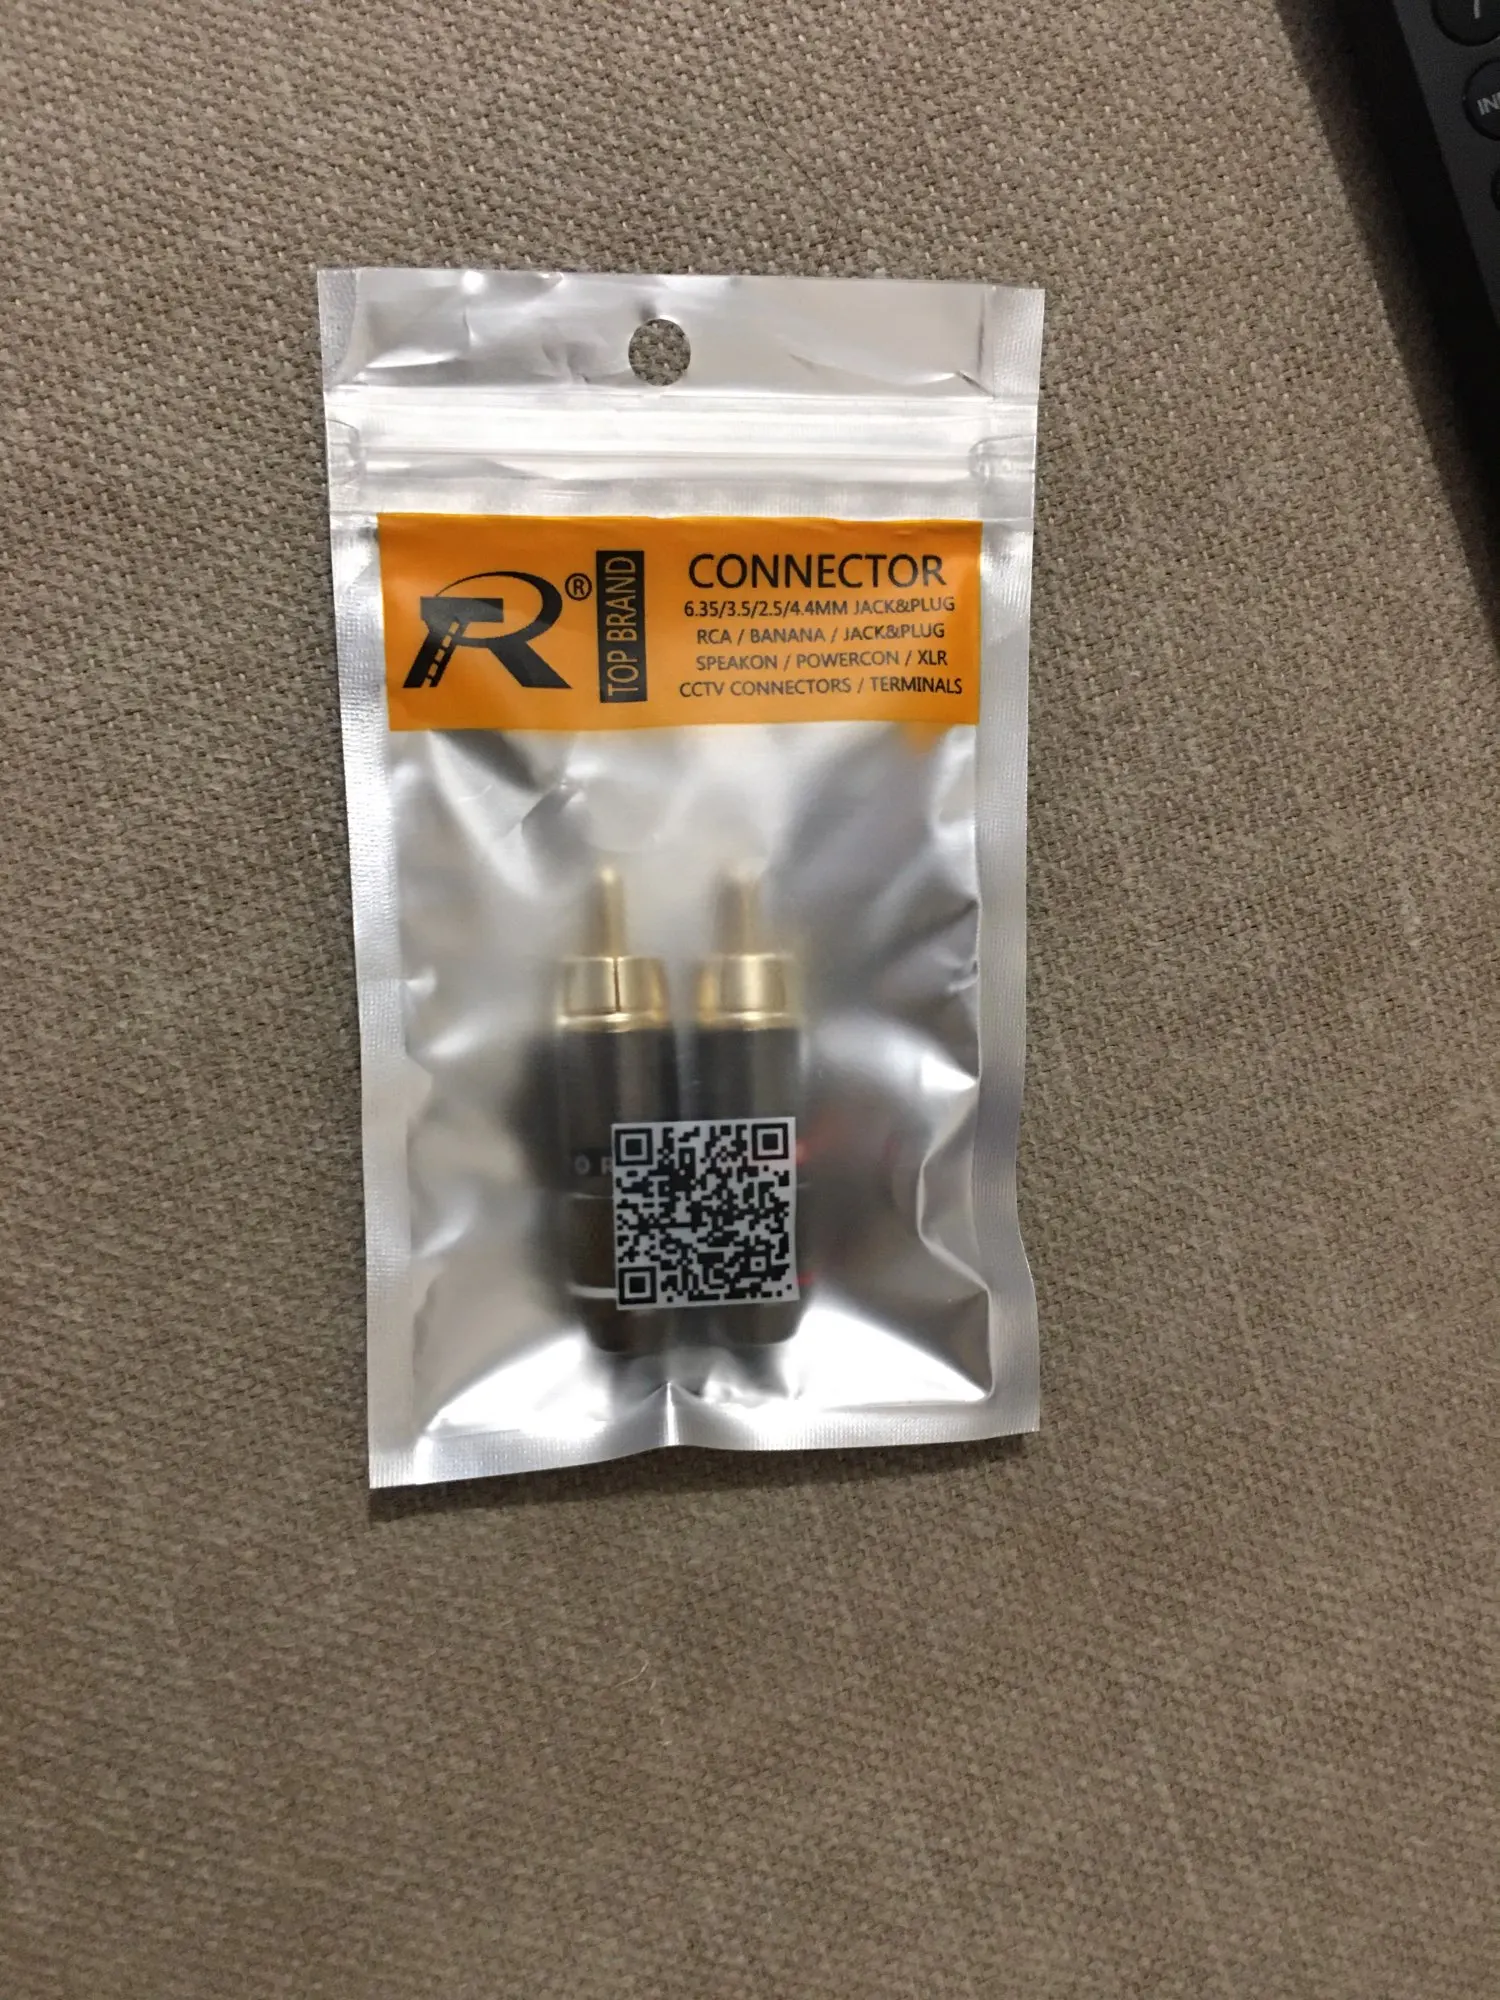 R®
TOP BRAND
CONNECTOR
6.35/3.5/2.5/4.4MM JACK&PLUG
RCA / BANANA / JACK&PLUG
SPEAKON / POWERCON / XLR
CCTV CONNECTORS / TERMINALS